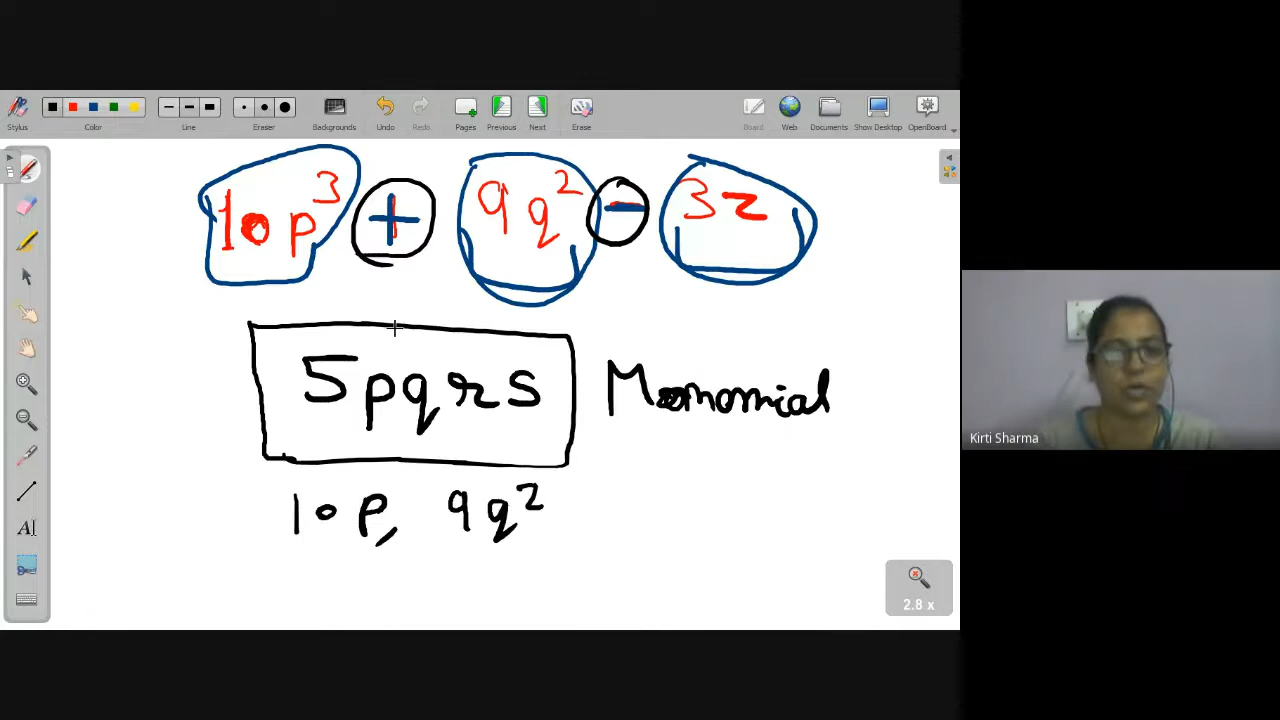 Stylus Color Line Eraser Backgrounds Undo Redo Pages Previous Next Erase Board Web Documents Show Desktop OpenBoard
10p³ + 9q² - 3z
5pqrs Monomial
10p, 9q²
Kirti Sharma
2.8 x